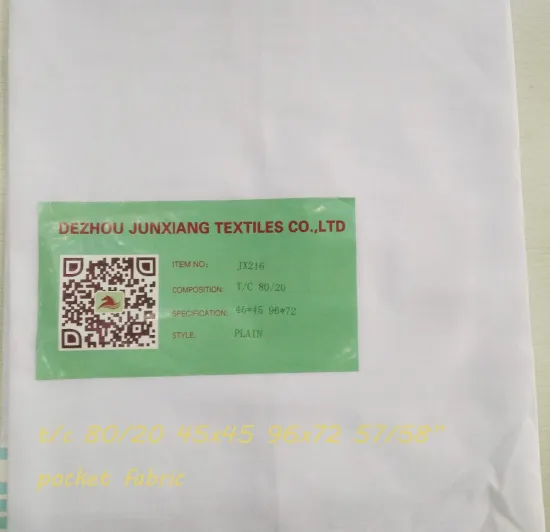 DEZHOU JUNXIANG TEXTILES CO.,LTD
ITEM NO: JX216
COMPOSITION: T/C 80/20
SPECIFICATION: 45*45 96*72
STYLE: PLAIN
t/c 80/20 45x45 96x72 57/58"
pocket fabric